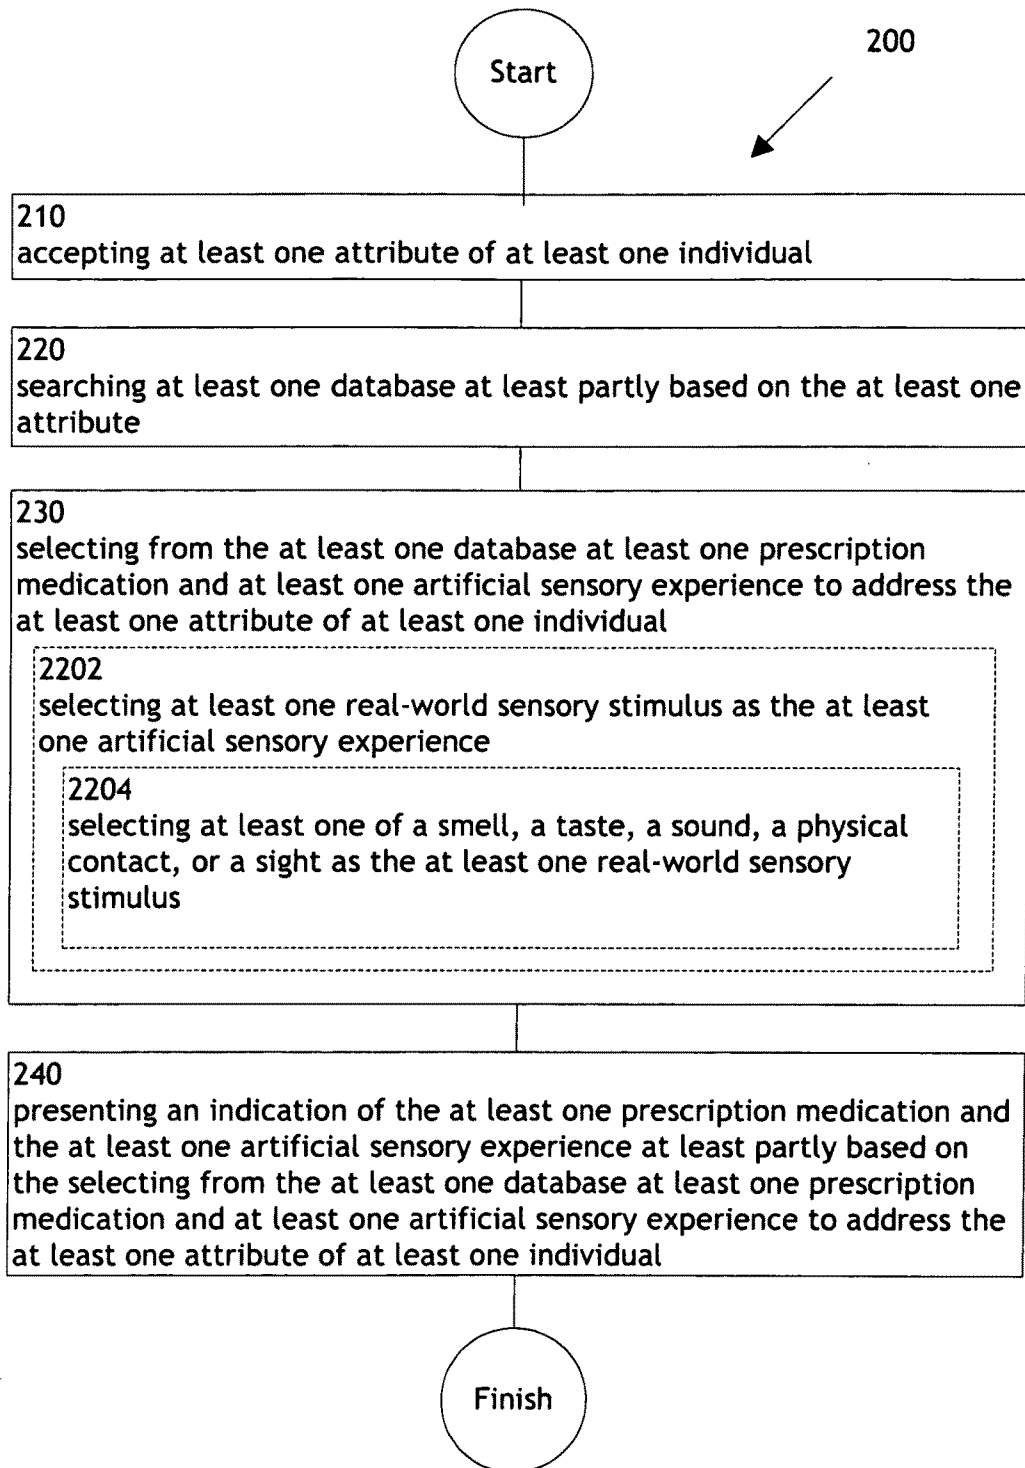 Start
200
210
accepting at least one attribute of at least one individual
220
searching at least one database at least partly based on the at least one
attribute
230
selecting from the at least one database at least one prescription
medication and at least one artificial sensory experience to address the
at least one attribute of at least one individual
2202
selecting at least one real-world sensory stimulus as the at least
one artificial sensory experience
2204
selecting at least one of a smell, a taste, a sound, a physical
contact, or a sight as the at least one real-world sensory
stimulus
240
presenting an indication of the at least one prescription medication and
the at least one artificial sensory experience at least partly based on
the selecting from the at least one database at least one prescription
medication and at least one artificial sensory experience to address the
at least one attribute of at least one individual
Finish